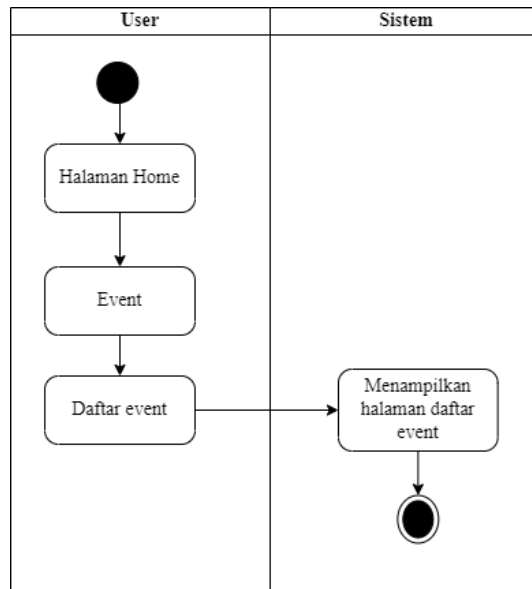 User
Sistem
Halaman Home
Event
Daftar event
Menampilkan
halaman daftar
event